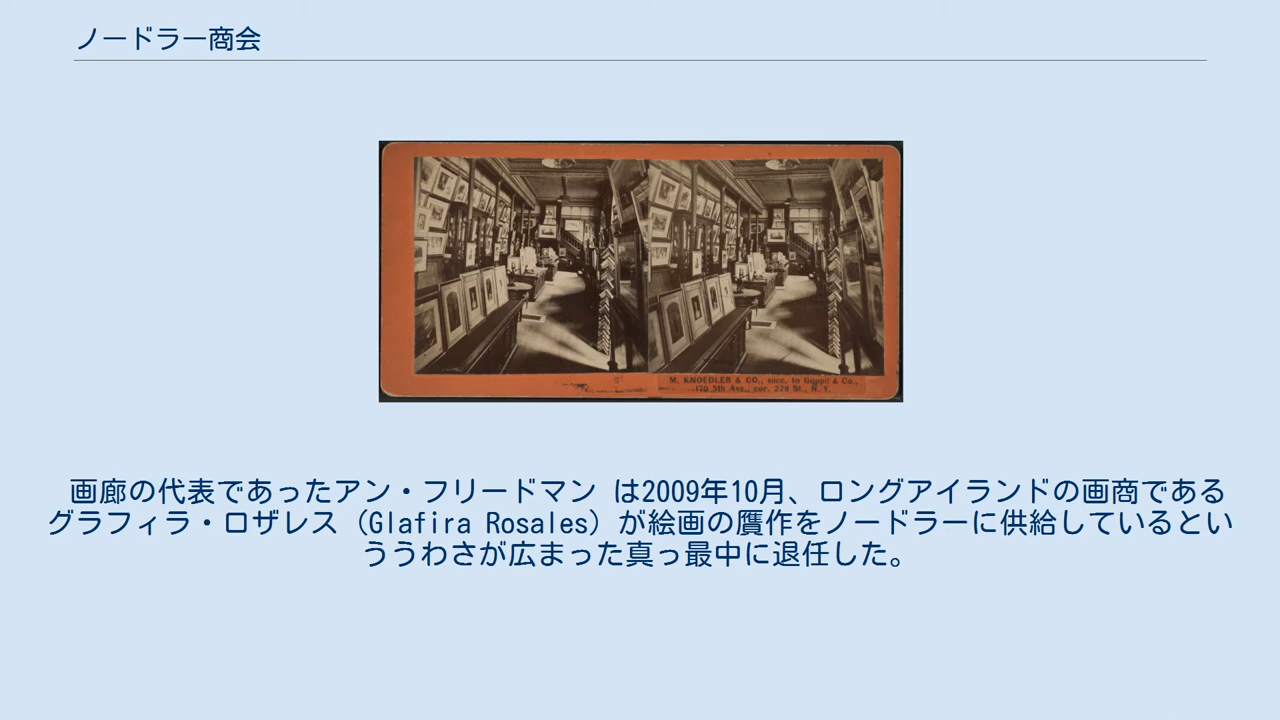 ノードラー商会
M. KNOEDLER & CO., succ. to Goupil & Co.,
170 5th Ave., cor. 22d St., N. Y.
画廊の代表であったアン・フリードマン は2009年10月、ロングアイランドの画商である
グラフィラ・ロザレス（Glafira Rosales）が絵画の贋作をノードラーに供給しているとい
ううわさが広まった真っ最中に退任した。